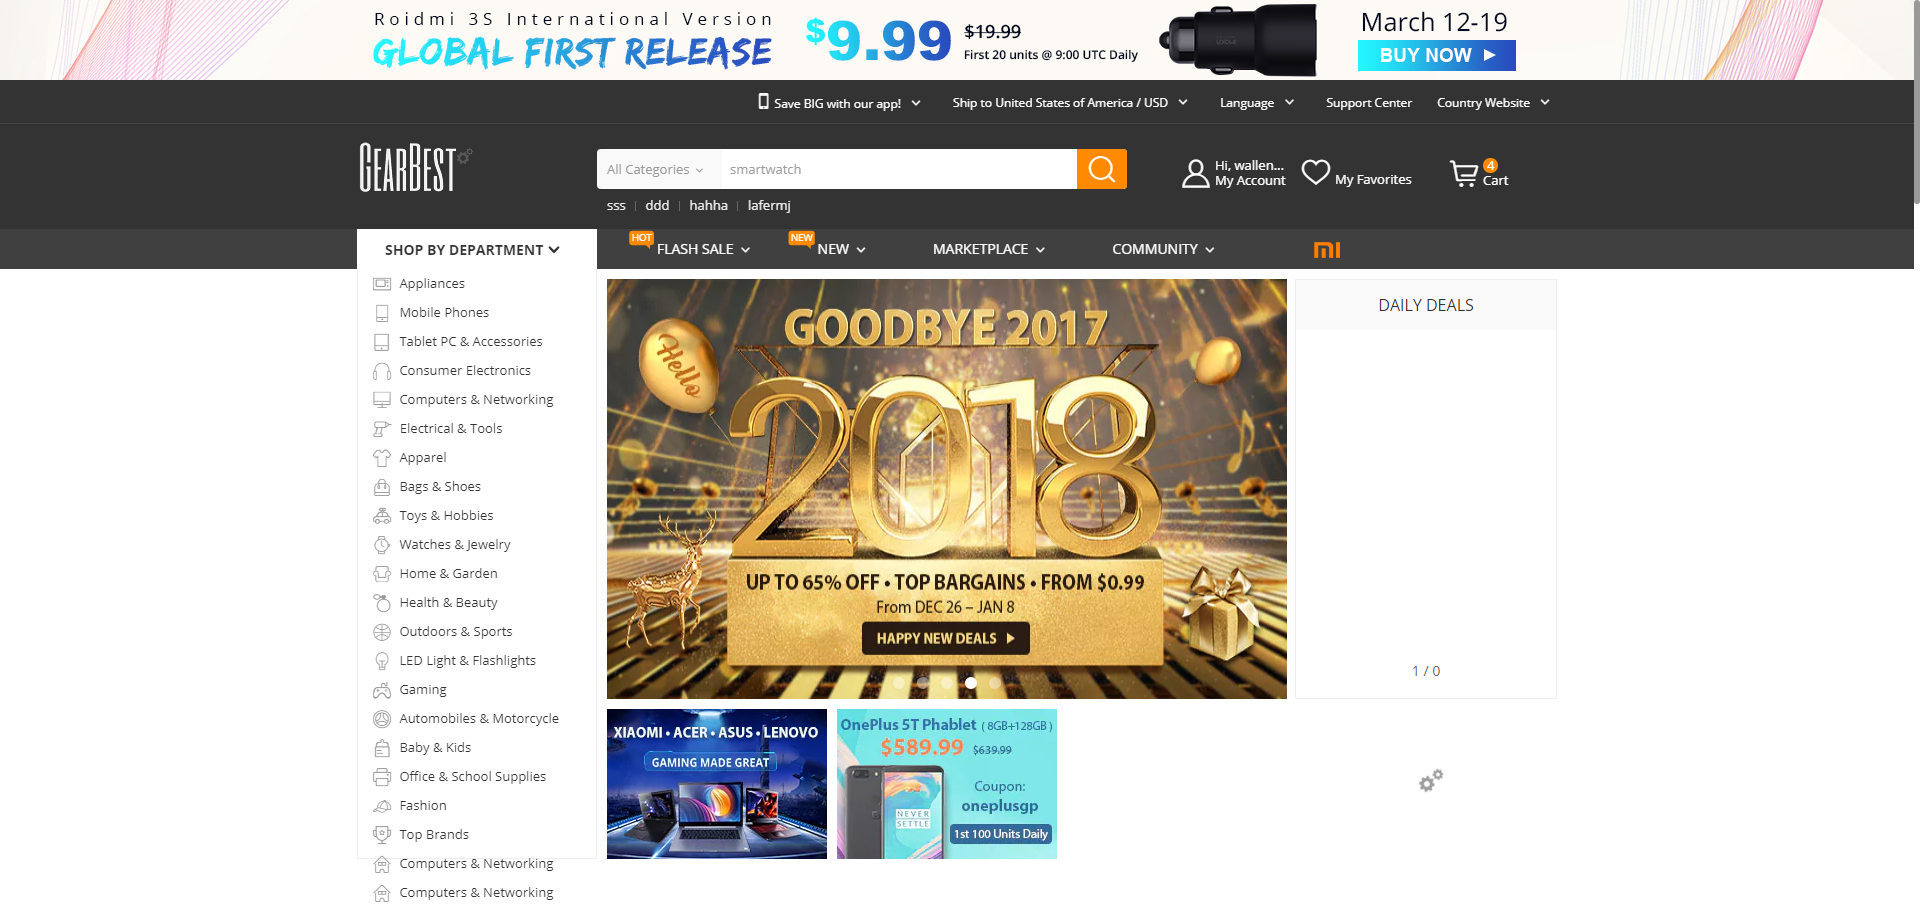 Roidmi 3S International Version
GLOBAL FIRST RELEASE
$9.99
$19.99
First 20 units @ 9:00 UTC Daily
March 12-19
BUY NOW
Save BIG with our app!
Ship to United States of America / USD
Language
Support Center
Country Website
GEARBEST
All Categories
smartwatch
Hi, wallen...
My Account
My Favorites
4
Cart
sss
ddd
hahha
lafermj
SHOP BY DEPARTMENT
HOT
FLASH SALE
NEW
NEW
MARKETPLACE
COMMUNITY
mi
Appliances
Mobile Phones
Tablet PC & Accessories
Consumer Electronics
Computers & Networking
Electrical & Tools
Apparel
Bags & Shoes
Toys & Hobbies
Watches & Jewelry
Home & Garden
Health & Beauty
Outdoors & Sports
LED Light & Flashlights
Gaming
Automobiles & Motorcycle
Baby & Kids
Office & School Supplies
Fashion
Top Brands
Computers & Networking
Computers & Networking
GOODBYE 2017
Hello
2018
UP TO 65% OFF • TOP BARGAINS • FROM $0.99
From DEC 26 – JAN 8
HAPPY NEW DEALS
DAILY DEALS
1 / 0
XIAOMI • ACER • ASUS • LENOVO
GAMING MADE GREAT
OnePlus 5T Phablet ( 8GB+128GB )
$589.99
$639.99
Coupon:
oneplusgp
NEVER
SETTLE
1st 100 Units Daily